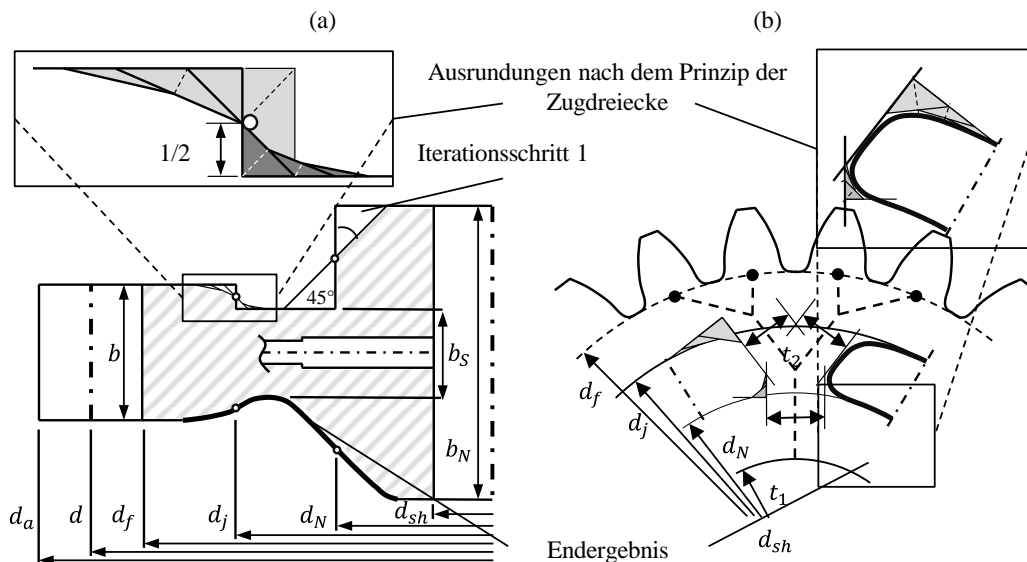 (a)
(b)
Ausrundungen nach dem Prinzip der
Zugdreiecke
1/2
Iterationsschritt 1
45°
b
b_S
b_N
d_a
d
d_f
d_j
d_N
d_sh
t_2
d_f
d_j
d_N
t_1
d_sh
Endergebnis